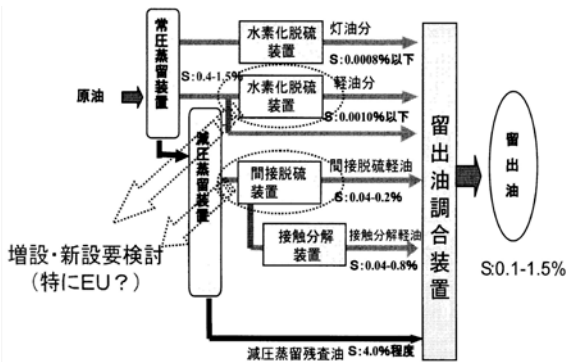 常圧蒸留装置
原油
水素化脱硫
装置
灯油分
S:0.0008%以下
S:0.4-1.5%
水素化脱硫
装置
軽油分
S:0.0010%以下
減圧蒸留装置
間接脱硫
装置
間接脱硫軽油
S:0.04-0.2%
接触分解
装置
接触分解軽油
S:0.04-0.8%
減圧蒸留残査油
S:4.0%程度
留出油調合装置
留出油
S:0.1-1.5%
増設・新設要検討
(特にEU?)